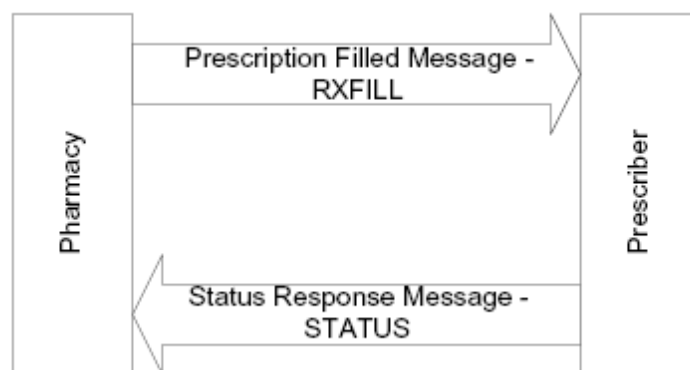 Prescription Filled Message -
RXFILL
Pharmacy
Prescriber
Status Response Message -
STATUS